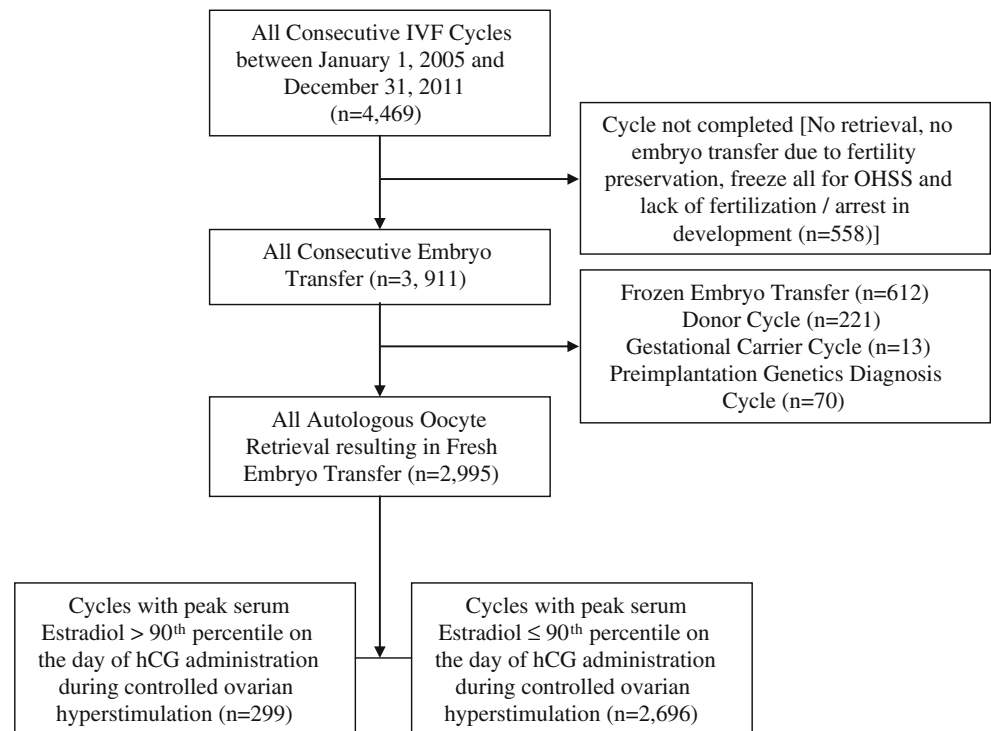 All Consecutive IVF Cycles
between January 1, 2005 and
December 31, 2011
(n=4,469)
Cycle not completed [No retrieval, no
embryo transfer due to fertility
preservation, freeze all for OHSS and
lack of fertilization / arrest in
development (n=558)]
All Consecutive Embryo
Transfer (n=3, 911)
Frozen Embryo Transfer (n=612)
Donor Cycle (n=221)
Gestational Carrier Cycle (n=13)
Preimplantation Genetics Diagnosis
Cycle (n=70)
All Autologous Oocyte
Retrieval resulting in Fresh
Embryo Transfer (n=2,995)
Cycles with peak serum
Estradiol > 90th percentile on
the day of hCG administration
during controlled ovarian
hyperstimulation (n=299)
Cycles with peak serum
Estradiol ≤ 90th percentile on
the day of hCG administration
during controlled ovarian
hyperstimulation (n=2,696)